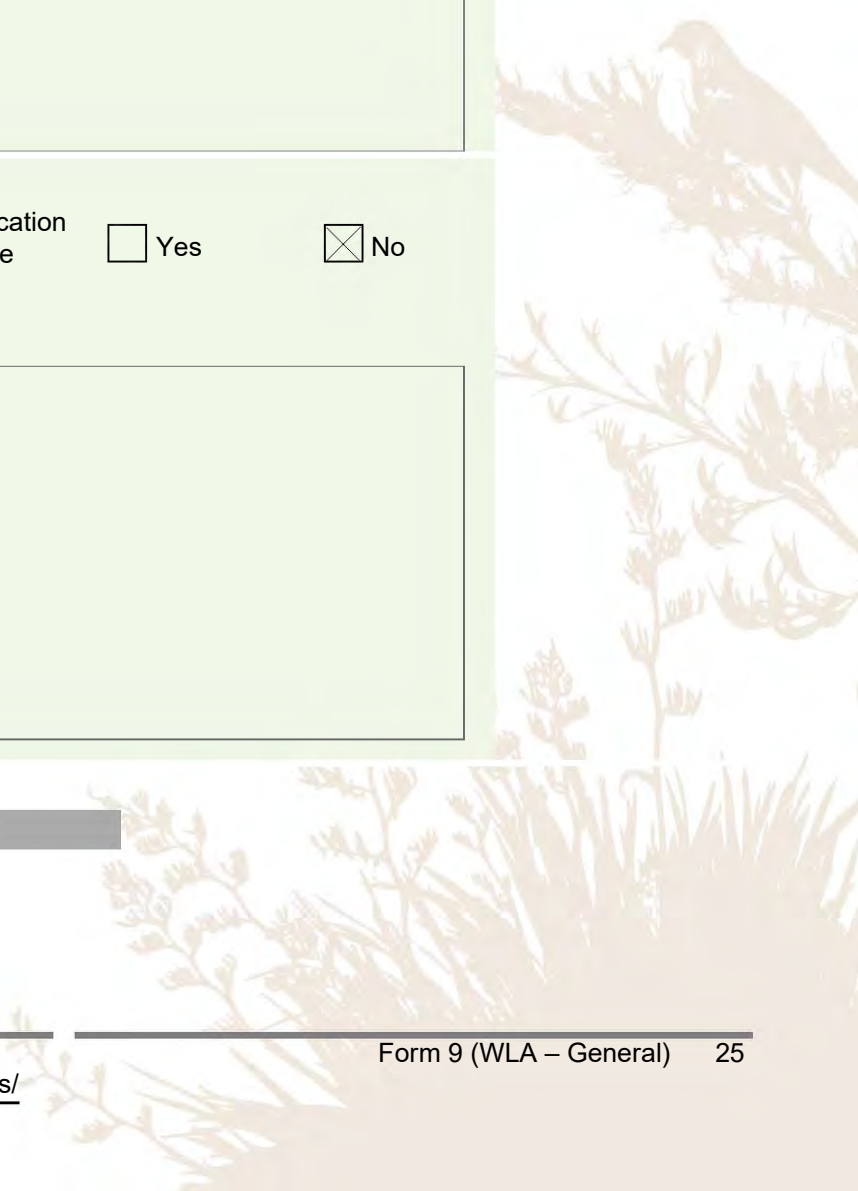 cation
e
Yes
No
Form 9 (WLA – General) 25
s/